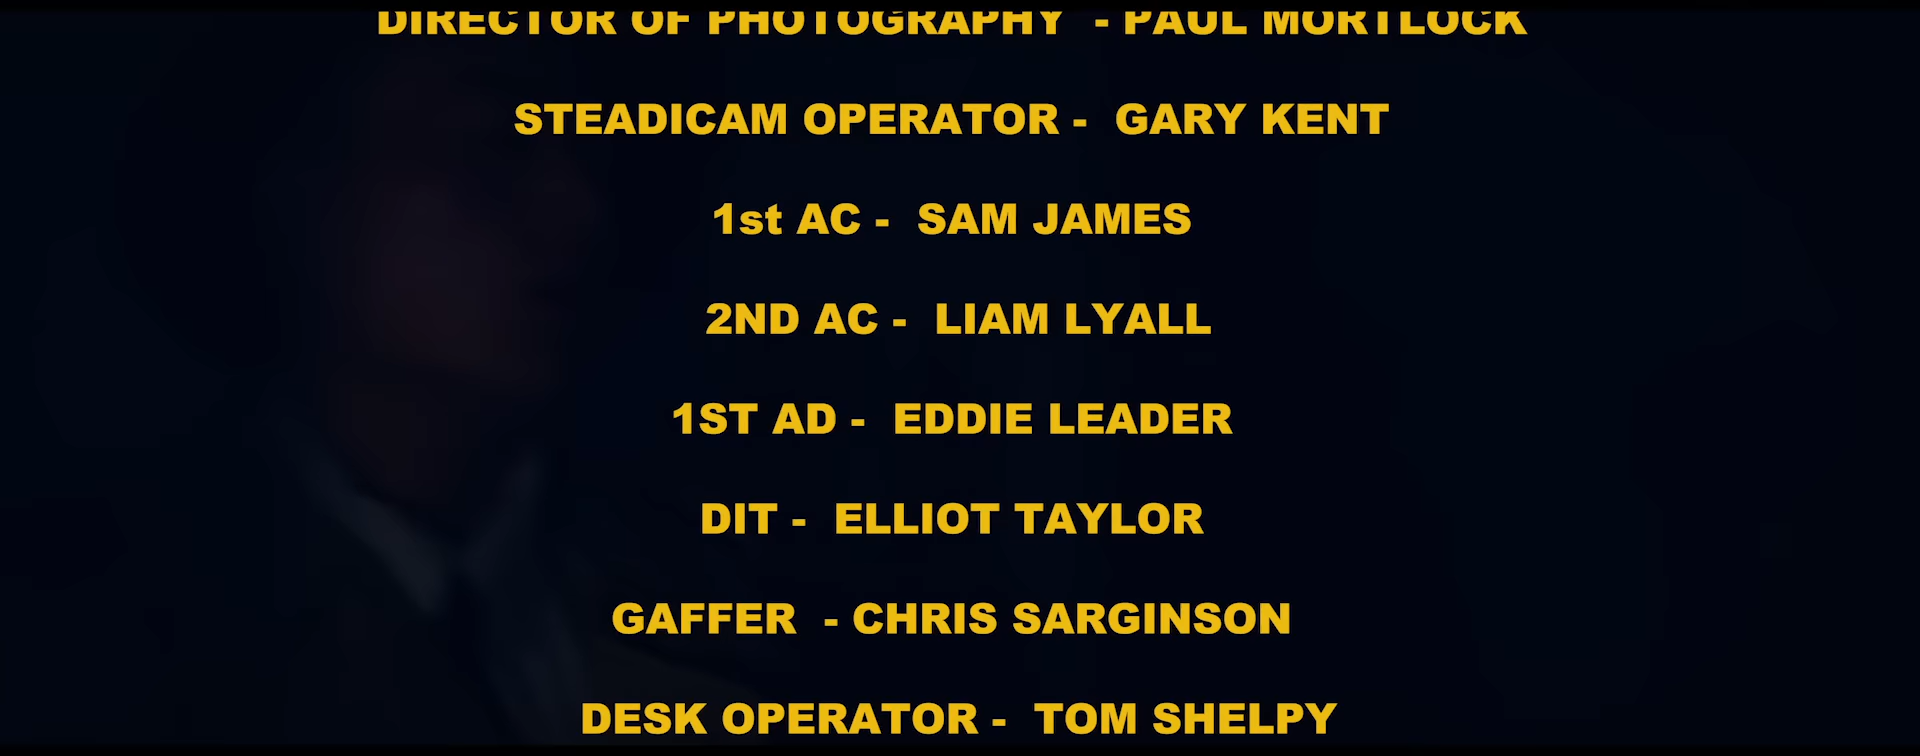 DIRECTOR OF PHOTOGRAPHY - PAUL MORTLOCK
STEADICAM OPERATOR - GARY KENT
1st AC - SAM JAMES
2ND AC - LIAM LYALL
1ST AD - EDDIE LEADER
DIT - ELLIOT TAYLOR
GAFFER - CHRIS SARGINSON
DESK OPERATOR - TOM SHELPY